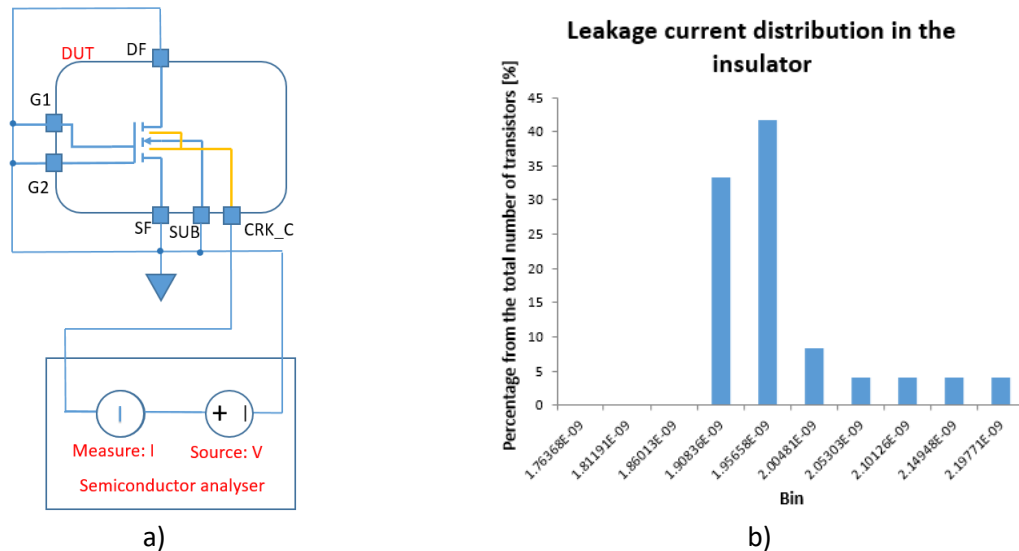 DUT
DF
G1
G2
SF
SUB
CRK_C
+
Measure: I
Source: V
Semiconductor analyser
a)
Leakage current distribution in the
insulator
Percentage from the total number of transistors [%]
45
40
35
30
25
20
15
10
5
0
1.76368E-09
1.81191E-09
1.86013E-09
1.90836E-09
1.95658E-09
2.00481E-09
2.05303E-09
2.10126E-09
2.14948E-09
2.19771E-09
Bin
b)